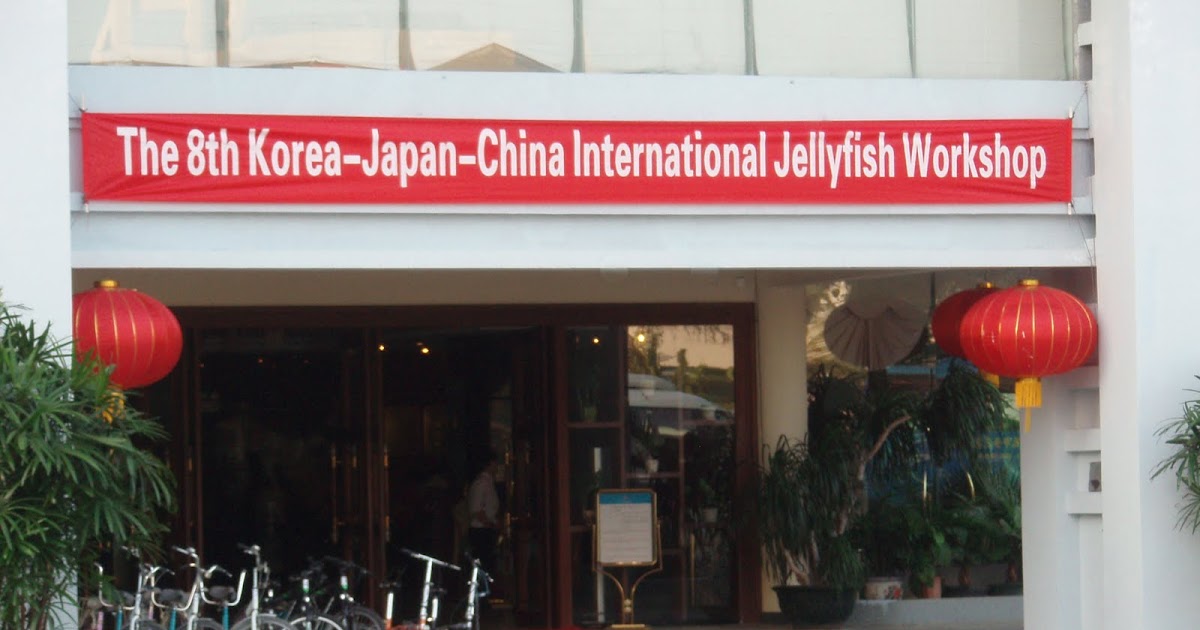 The 8th Korea–Japan–China International Jellyfish Workshop